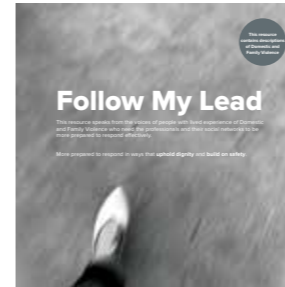 This resource
contains descriptions
of Domestic and
Family Violence
Follow My Lead
This resource speaks from the voices of people with lived experience of Domestic
and Family Violence who need the professionals and their social networks to be
more prepared to respond effectively.
More prepared to respond in ways that uphold dignity and build on safety.